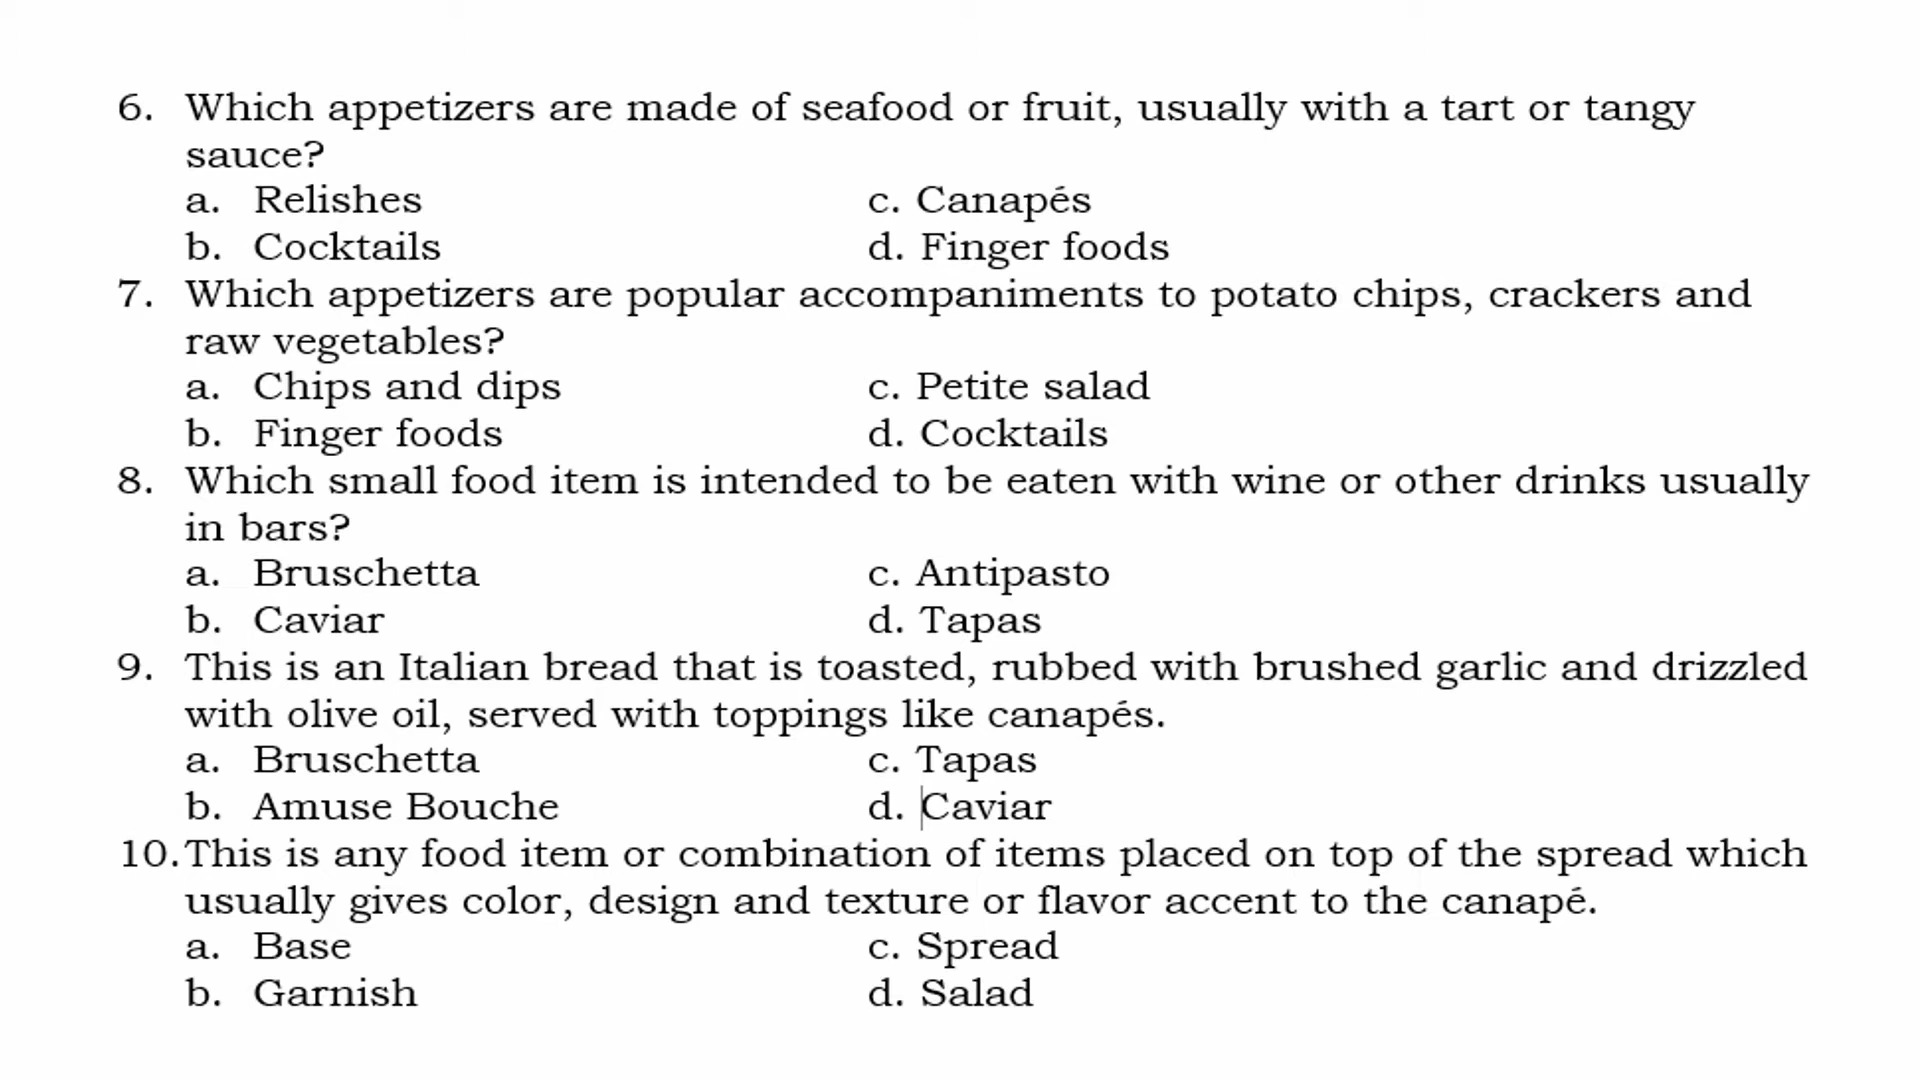 6. Which appetizers are made of seafood or fruit, usually with a tart or tangy
sauce?
a. Relishes c. Canapés
b. Cocktails d. Finger foods
7. Which appetizers are popular accompaniments to potato chips, crackers and
raw vegetables?
a. Chips and dips c. Petite salad
b. Finger foods d. Cocktails
8. Which small food item is intended to be eaten with wine or other drinks usually
in bars?
a. Bruschetta c. Antipasto
b. Caviar d. Tapas
9. This is an Italian bread that is toasted, rubbed with brushed garlic and drizzled
with olive oil, served with toppings like canapés.
a. Bruschetta c. Tapas
b. Amuse Bouche d. Caviar
10. This is any food item or combination of items placed on top of the spread which
usually gives color, design and texture or flavor accent to the canapé.
a. Base c. Spread
b. Garnish d. Salad